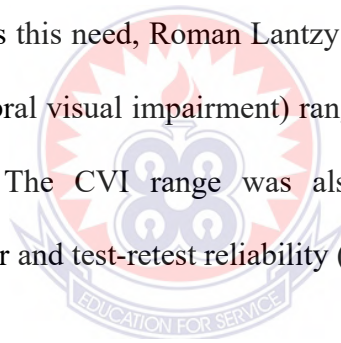 s this need, Roman Lantzy
oral visual impairment) ran
The CVI range was als
r and test-retest reliability (
EDUCATION FOR SERVICE